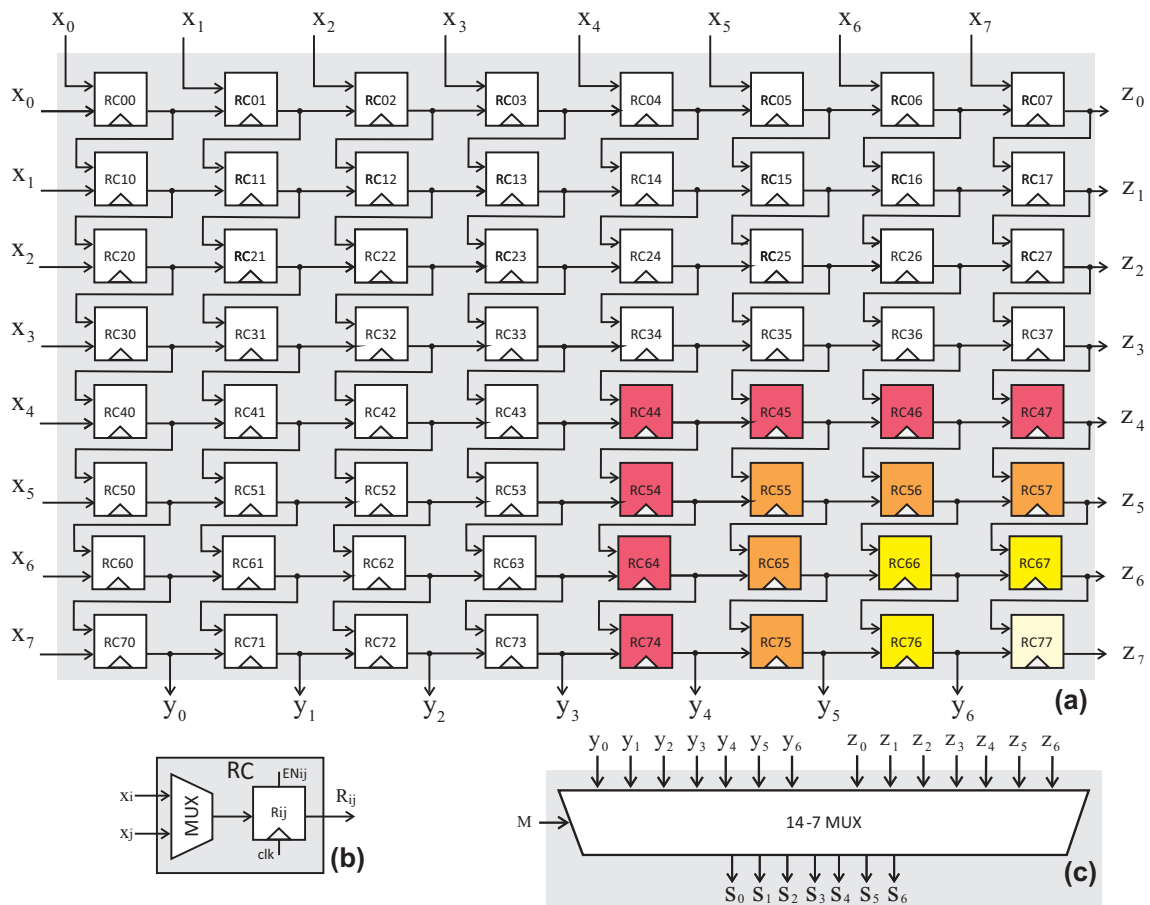 x0 x1 x2 x3 x4 x5 x6 x7
x0 RC00 RC01 RC02 RC03 RC04 RC05 RC06 RC07 z0
x1 RC10 RC11 RC12 RC13 RC14 RC15 RC16 RC17 z1
x2 RC20 RC21 RC22 RC23 RC24 RC25 RC26 RC27 z2
x3 RC30 RC31 RC32 RC33 RC34 RC35 RC36 RC37 z3
x4 RC40 RC41 RC42 RC43 RC44 RC45 RC46 RC47 z4
x5 RC50 RC51 RC52 RC53 RC54 RC55 RC56 RC57 z5
x6 RC60 RC61 RC62 RC63 RC64 RC65 RC66 RC67 z6
x7 RC70 RC71 RC72 RC73 RC74 RC75 RC76 RC77 z7
y0 y1 y2 y3 y4 y5 y6 (a)
RC
ENij
xi
xj
MUX
Rij
clk
Rij
(b)
y0 y1 y2 y3 y4 y5 y6 z0 z1 z2 z3 z4 z5 z6
M 14-7 MUX
S0 S1 S2 S3 S4 S5 S6 (c)